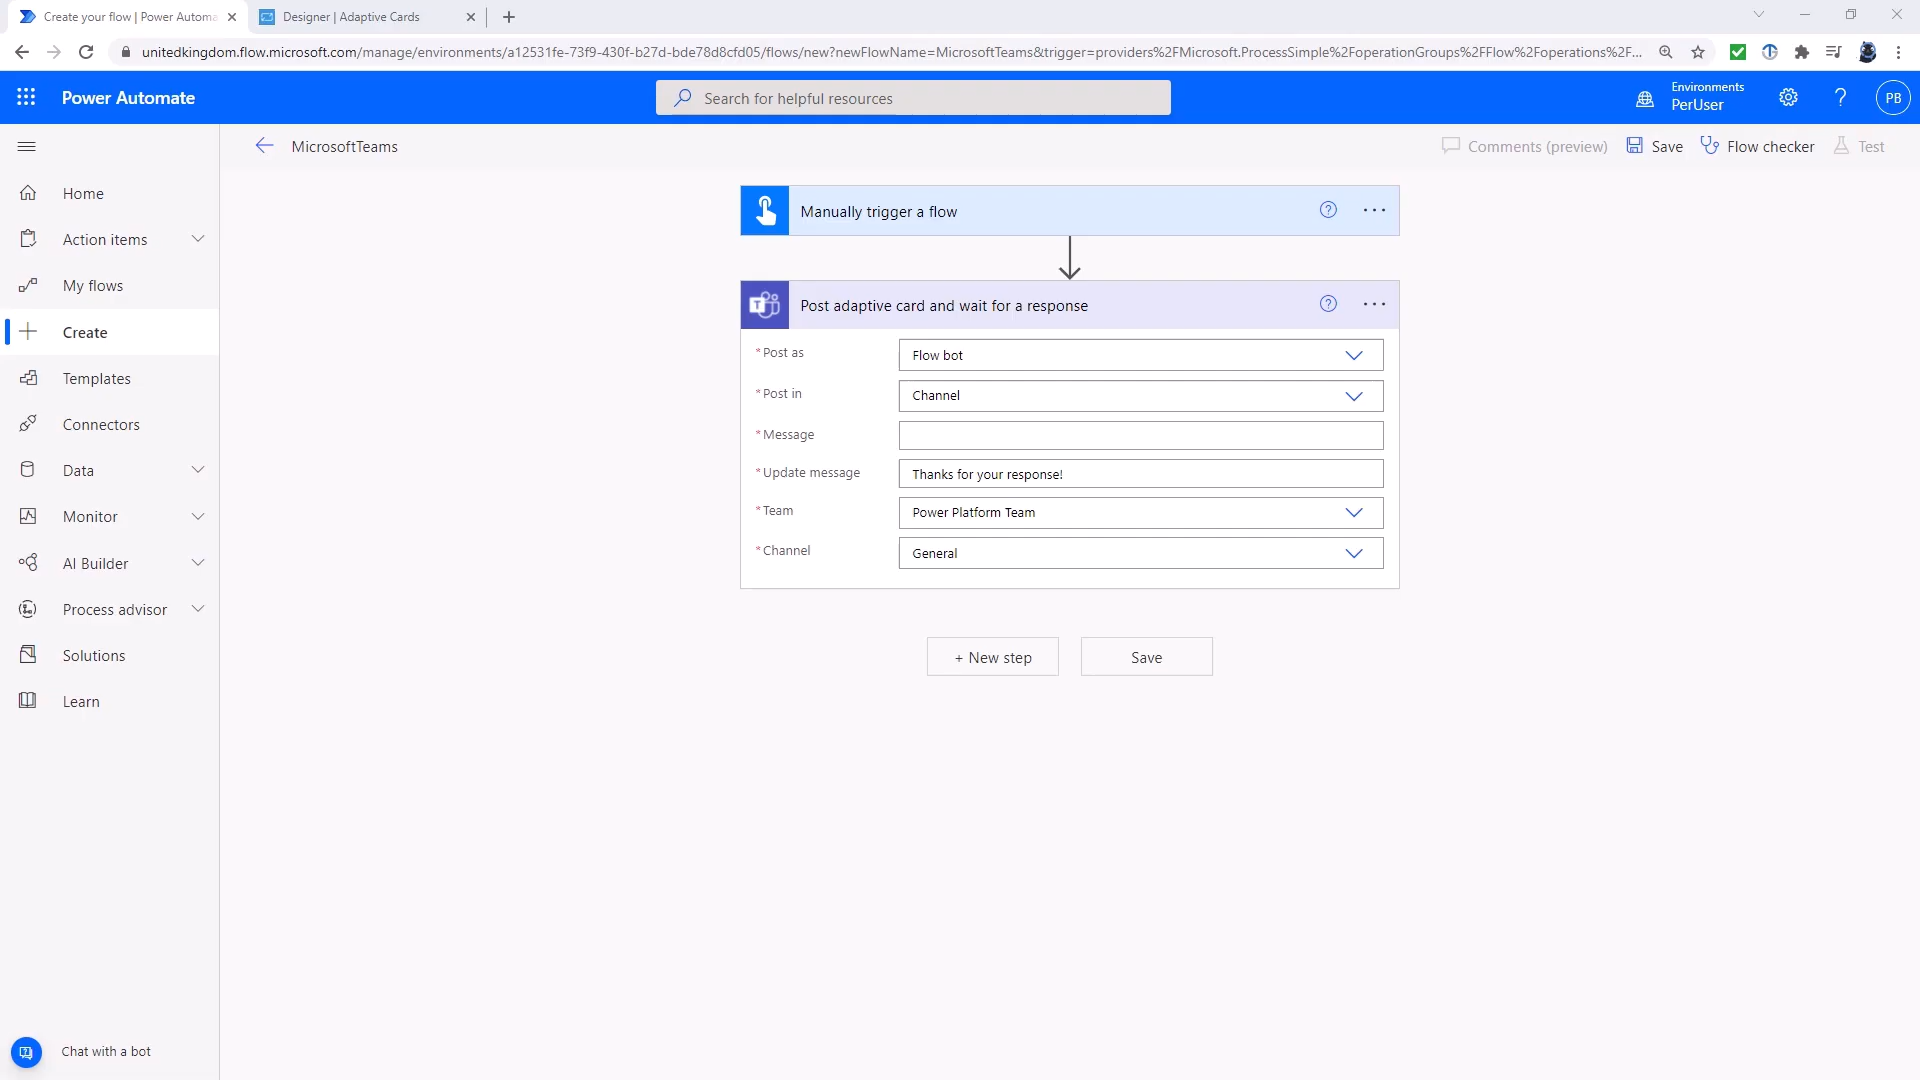 Create your flow | Power Automa
Designer | Adaptive Cards
unitedkingdom.flow.microsoft.com/manage/environments/a12531fe-73f9-430f-b27d-bde78d8cfd05/flows/new?newFlowName=MicrosoftTeams&trigger=providers%2FMicrosoft.ProcessSimple%2FoperationGroups%2FFlow%2Foperations%2F...
Power Automate
Search for helpful resources
Environments
PerUser
?
PB
MicrosoftTeams
Comments (preview)
Save
Flow checker
Test
Home
Action items
My flows
Create
Templates
Connectors
Data
Monitor
AI Builder
Process advisor
Solutions
Learn
Chat with a bot
Manually trigger a flow
?
Post adaptive card and wait for a response
?
* Post as
Flow bot
* Post in
Channel
* Message
* Update message
Thanks for your response!
* Team
Power Platform Team
* Channel
General
+ New step
Save